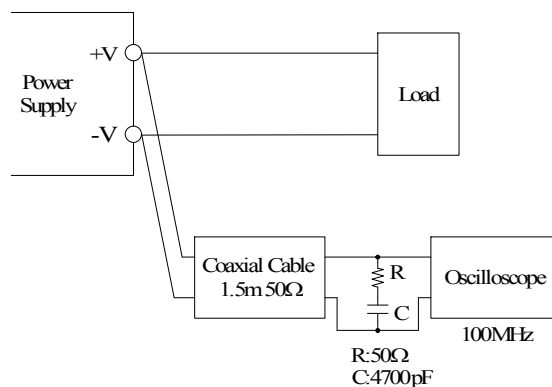 +V
Power
Supply
Load
-V
Coaxial Cable
1.5m 50Ω
R
C
Oscilloscope
100MHz
R:50Ω
C:4700pF